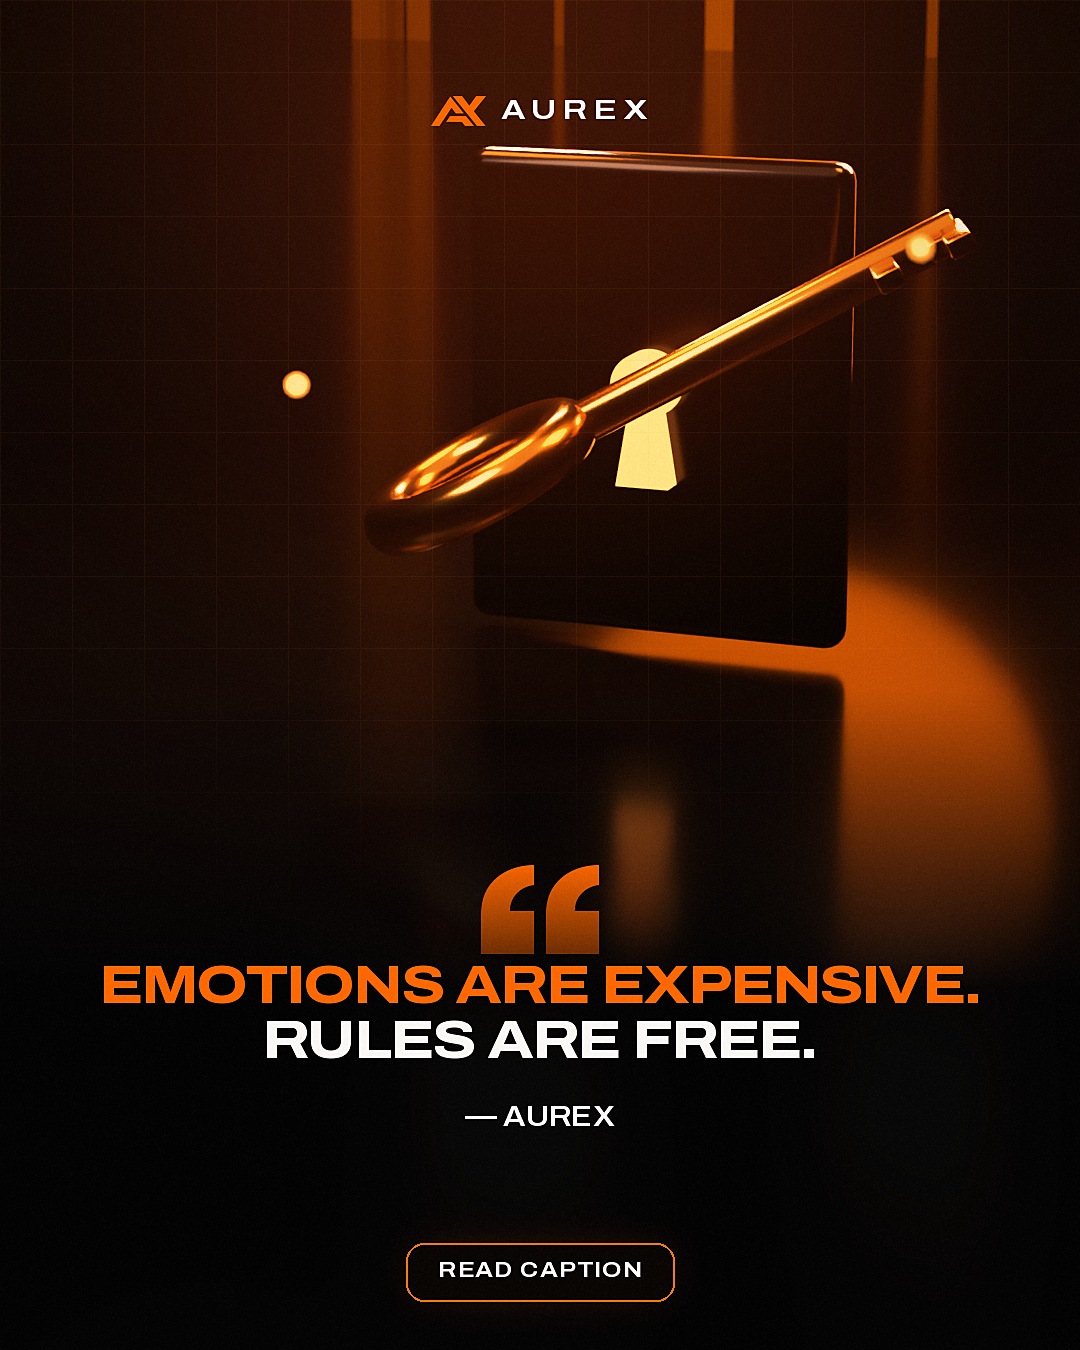 AUREX
EMOTIONS ARE EXPENSIVE.
RULES ARE FREE.
— AUREX
READ CAPTION